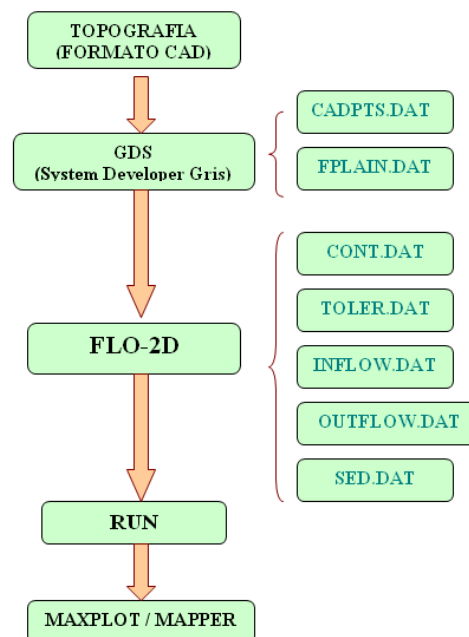 TOPOGRAFIA
(FORMATO CAD)
GDS
(System Developer Gris)
CADPTS.DAT
FPLAIN.DAT
FLO-2D
CONT.DAT
TOLER.DAT
INFLOW.DAT
OUTFLOW.DAT
SED.DAT
RUN
MAXPLOT / MAPPER